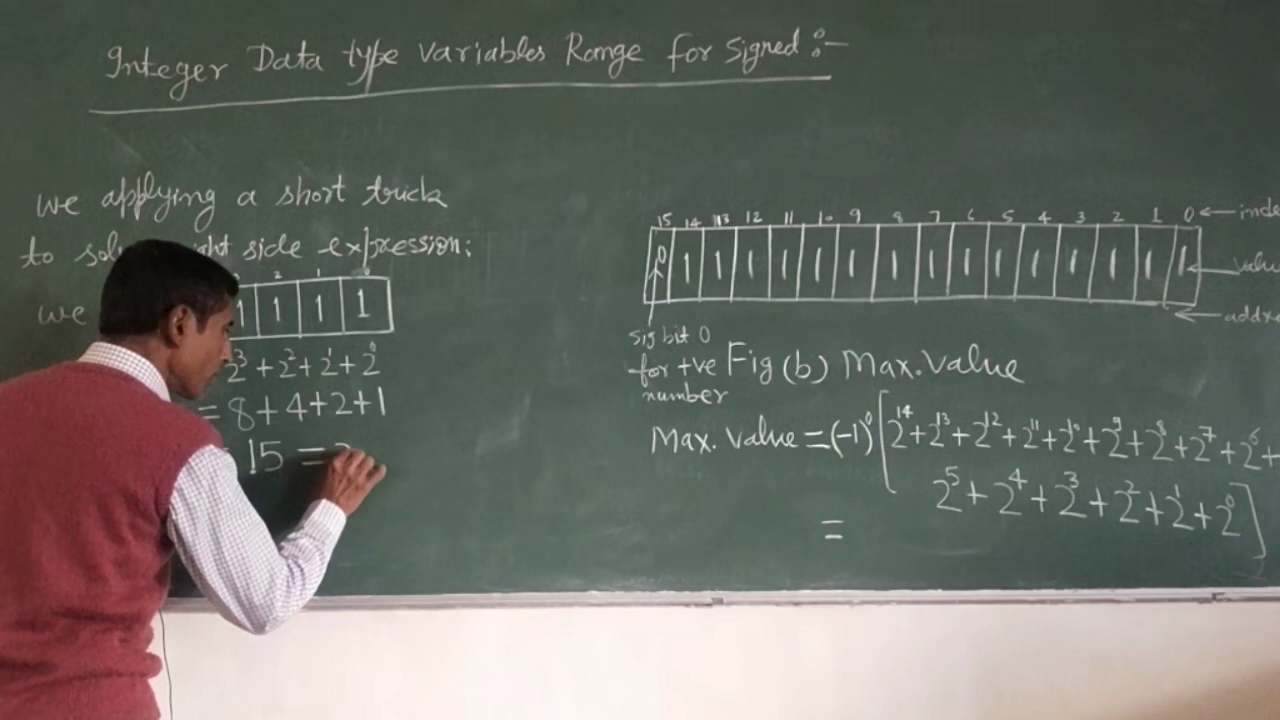 Integer Data type variables Range for Signed :-
we applying a short trick
to side expression:
we
2 1 0
1 1 1 1
2³ + 2² + 2¹ + 2⁰
= 8 + 4 + 2 + 1
15 =
15 14 13 12 11 10 9 8 7 6 5 4 3 2 1 0 ←
0 1 1 1 1 1 1 1 1 1 1 1 1 1 1 1 ←
←
sig bit 0
for +ve
number
Fig (b) Max. Value
Max. Value = (-1)⁰ [ 2¹⁴ + 2¹³ + 2¹² + 2¹¹ + 2¹⁰ + 2⁹ + 2⁸ + 2⁷ + 2⁶ +
2⁵ + 2⁴ + 2³ + 2² + 2¹ + 2⁰ ]
=